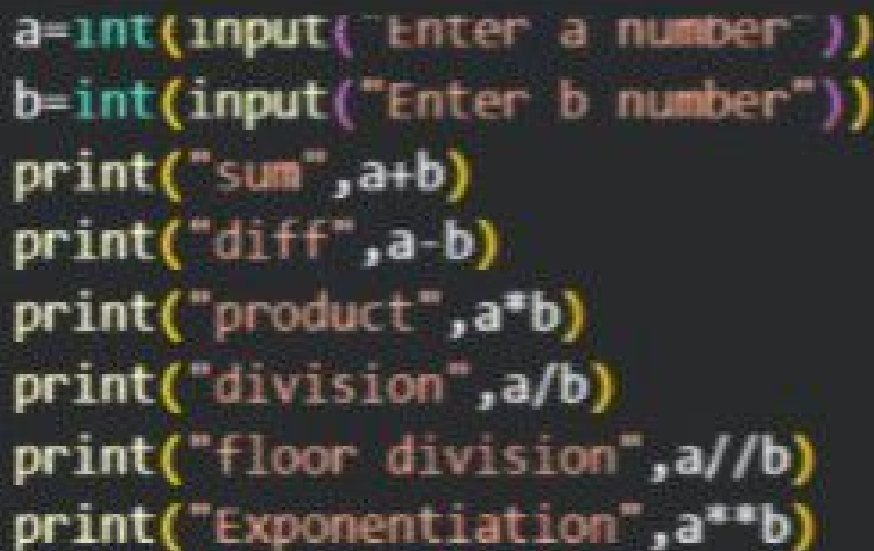 a=int(input("Enter a number"))
b=int(input("Enter b number"))
print("sum",a+b)
print("diff",a-b)
print("product",a*b)
print("division",a/b)
print("floor division",a//b)
print("Exponentiation",a**b)